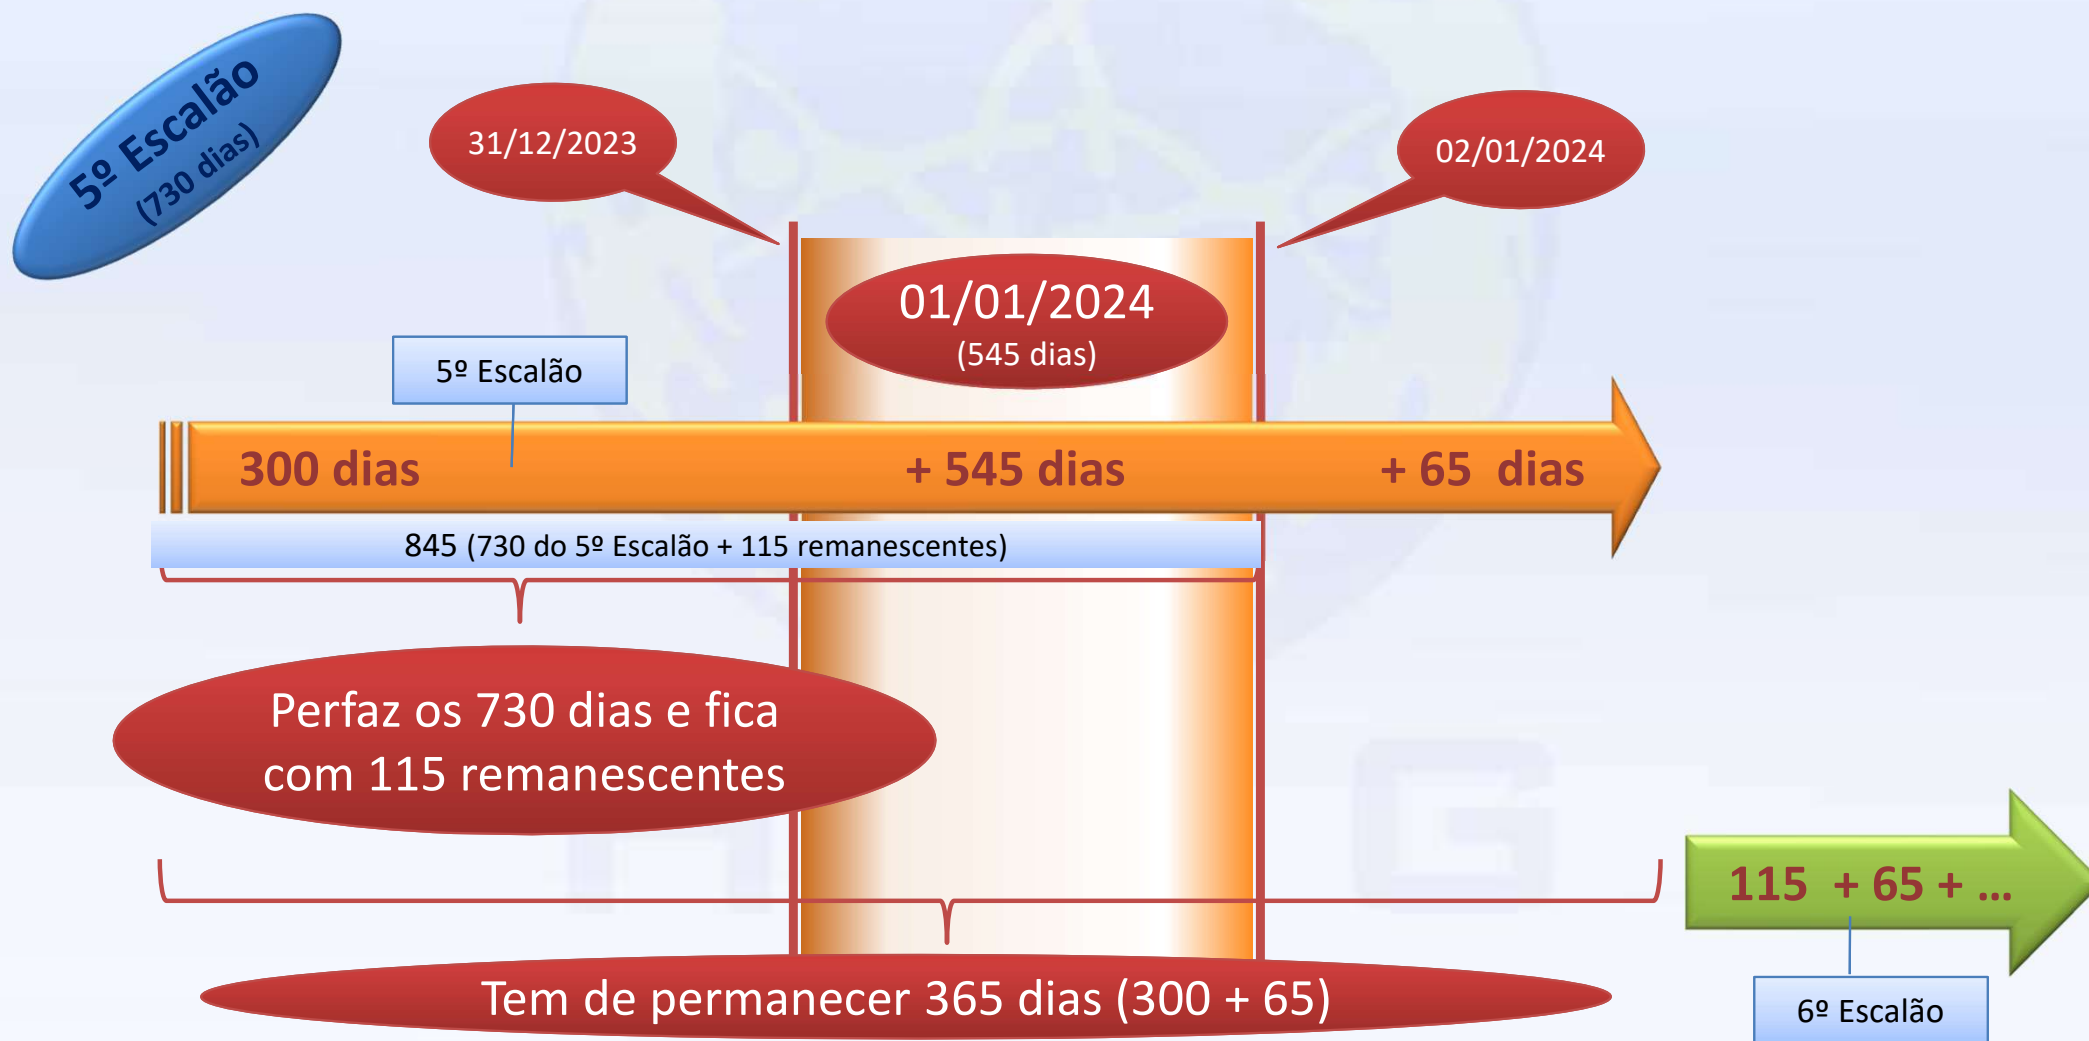 5º Escalão
(730 dias)
31/12/2023
02/01/2024
01/01/2024
(545 dias)
5º Escalão
300 dias
+ 545 dias
+ 65 dias
845 (730 do 5º Escalão + 115 remanescentes)
Perfaz os 730 dias e fica
com 115 remanescentes
115 + 65 + ...
Tem de permanecer 365 dias (300 + 65)
6º Escalão